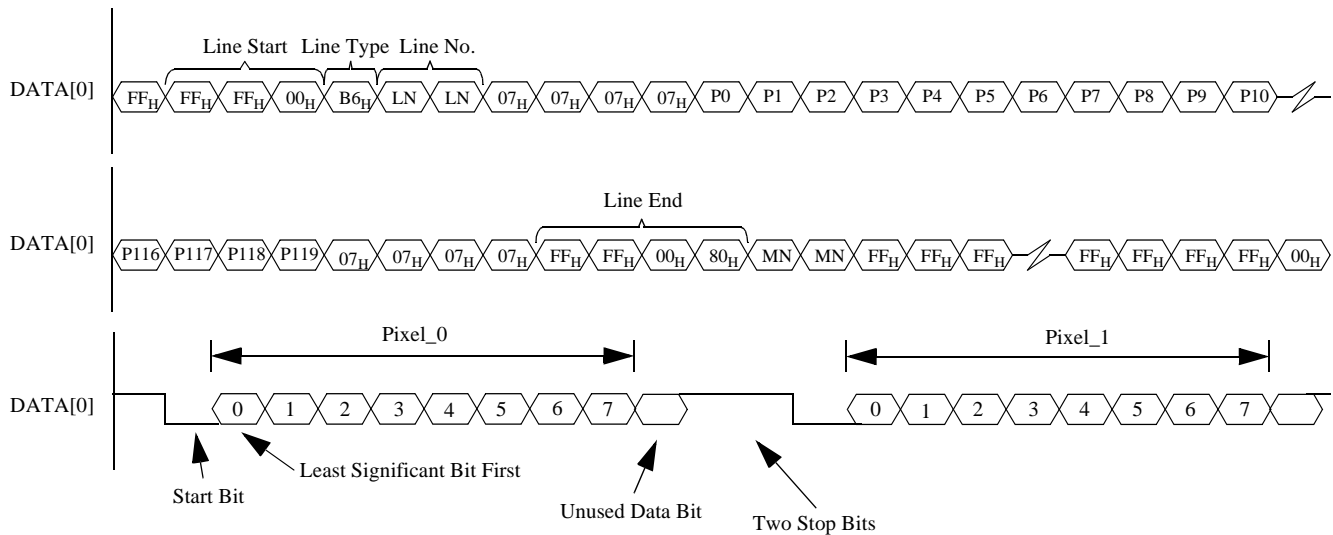 Line Start Line Type Line No.
DATA[0] FFH FFH FFH 00H B6H LN LN 07H 07H 07H 07H P0 P1 P2 P3 P4 P5 P6 P7 P8 P9 P10
Line End
DATA[0] P116 P117 P118 P119 07H 07H 07H 07H FFH FFH 00H 80H MN MN FFH FFH FFH FFH FFH FFH FFH 00H
Pixel_0 Pixel_1
DATA[0] 0 1 2 3 4 5 6 7 0 1 2 3 4 5 6 7
Least Significant Bit First
Start Bit Unused Data Bit Two Stop Bits